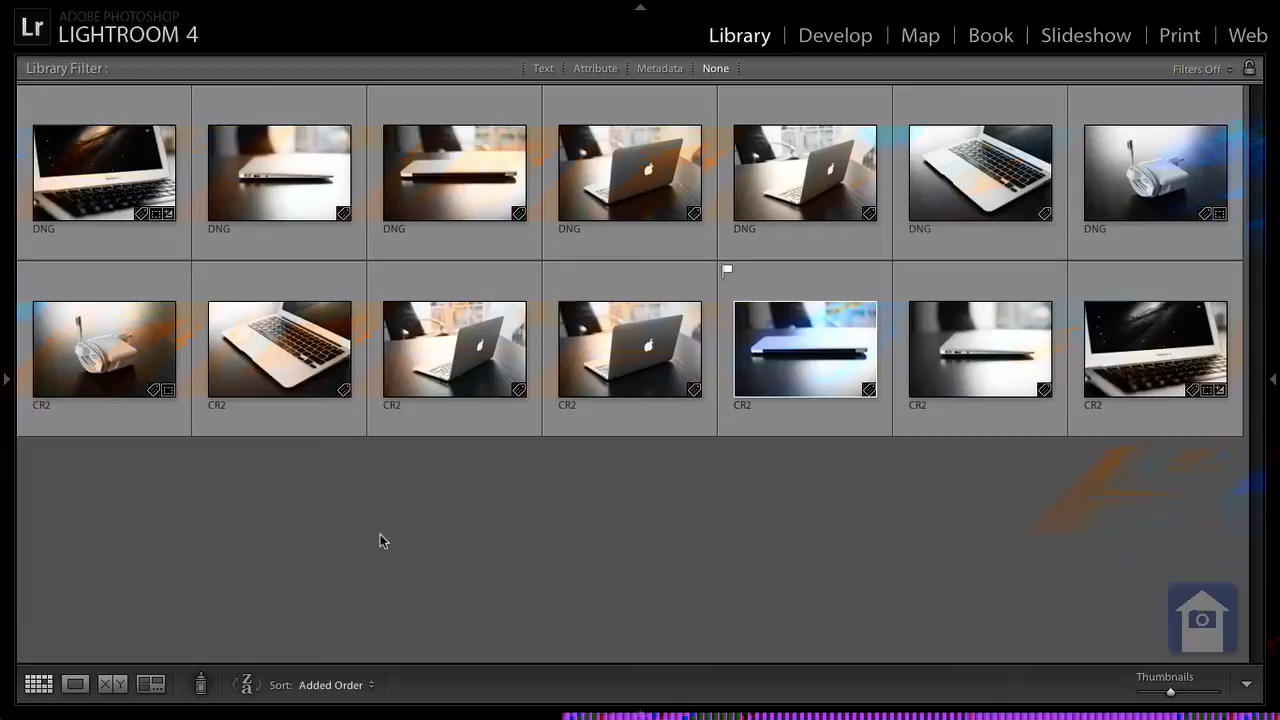 Lr
ADOBE PHOTOSHOP
LIGHTROOM 4
Library | Develop | Map | Book | Slideshow | Print | Web
Library Filter :
Text | Attribute | Metadata | None
Filters Off
DNG DNG DNG DNG DNG DNG DNG
CR2 CR2 CR2 CR2 CR2 CR2 CR2
X Y
Z a
Sort: Added Order
Thumbnails